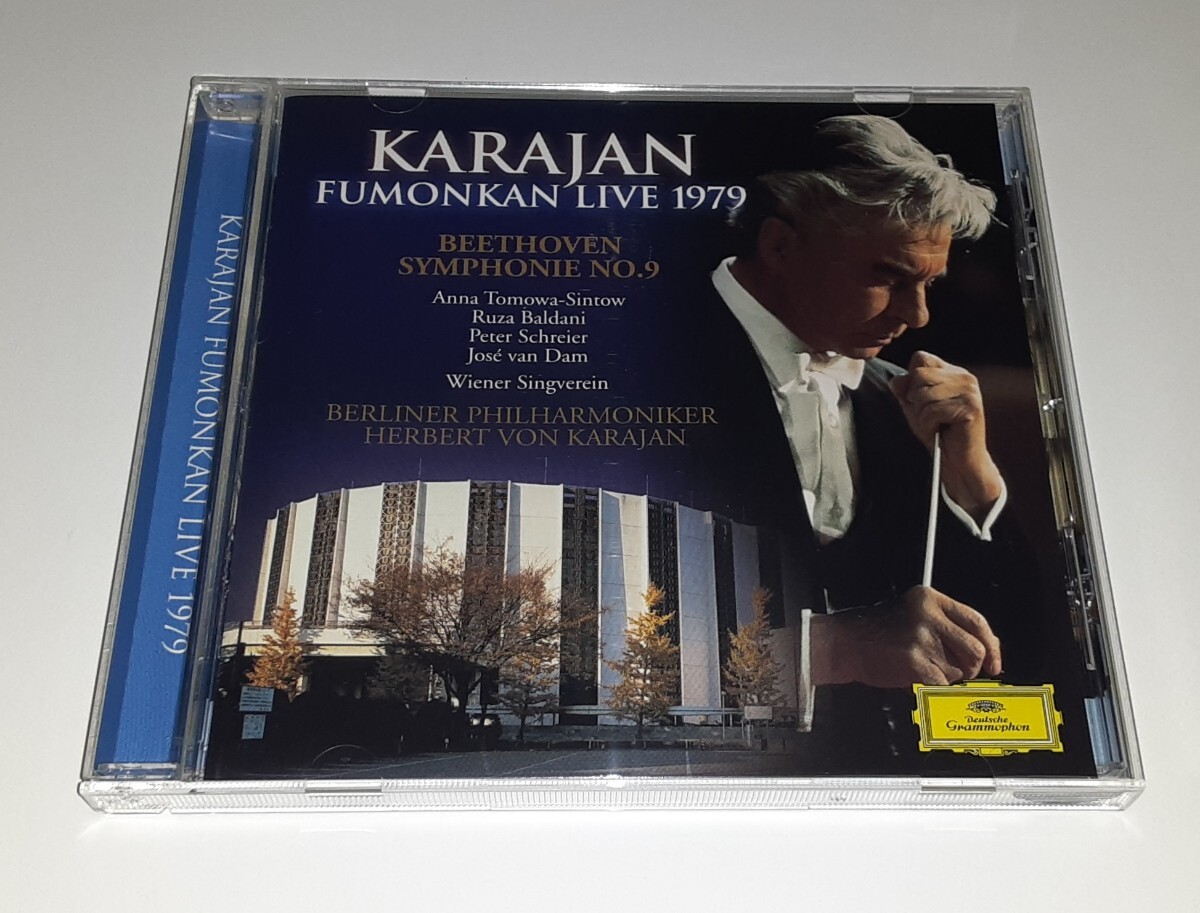 KARAJAN
FUMONKAN LIVE 1979
BEETHOVEN
SYMPHONIE NO.9
Anna Tomowa-Sintow
Ruza Baldani
Peter Schreier
José van Dam
Wiener Singverein
BERLINER PHILHARMONIKER
HERBERT VON KARAJAN
Deutsche
Grammophon
KARAJAN FUMONKAN LIVE 1979